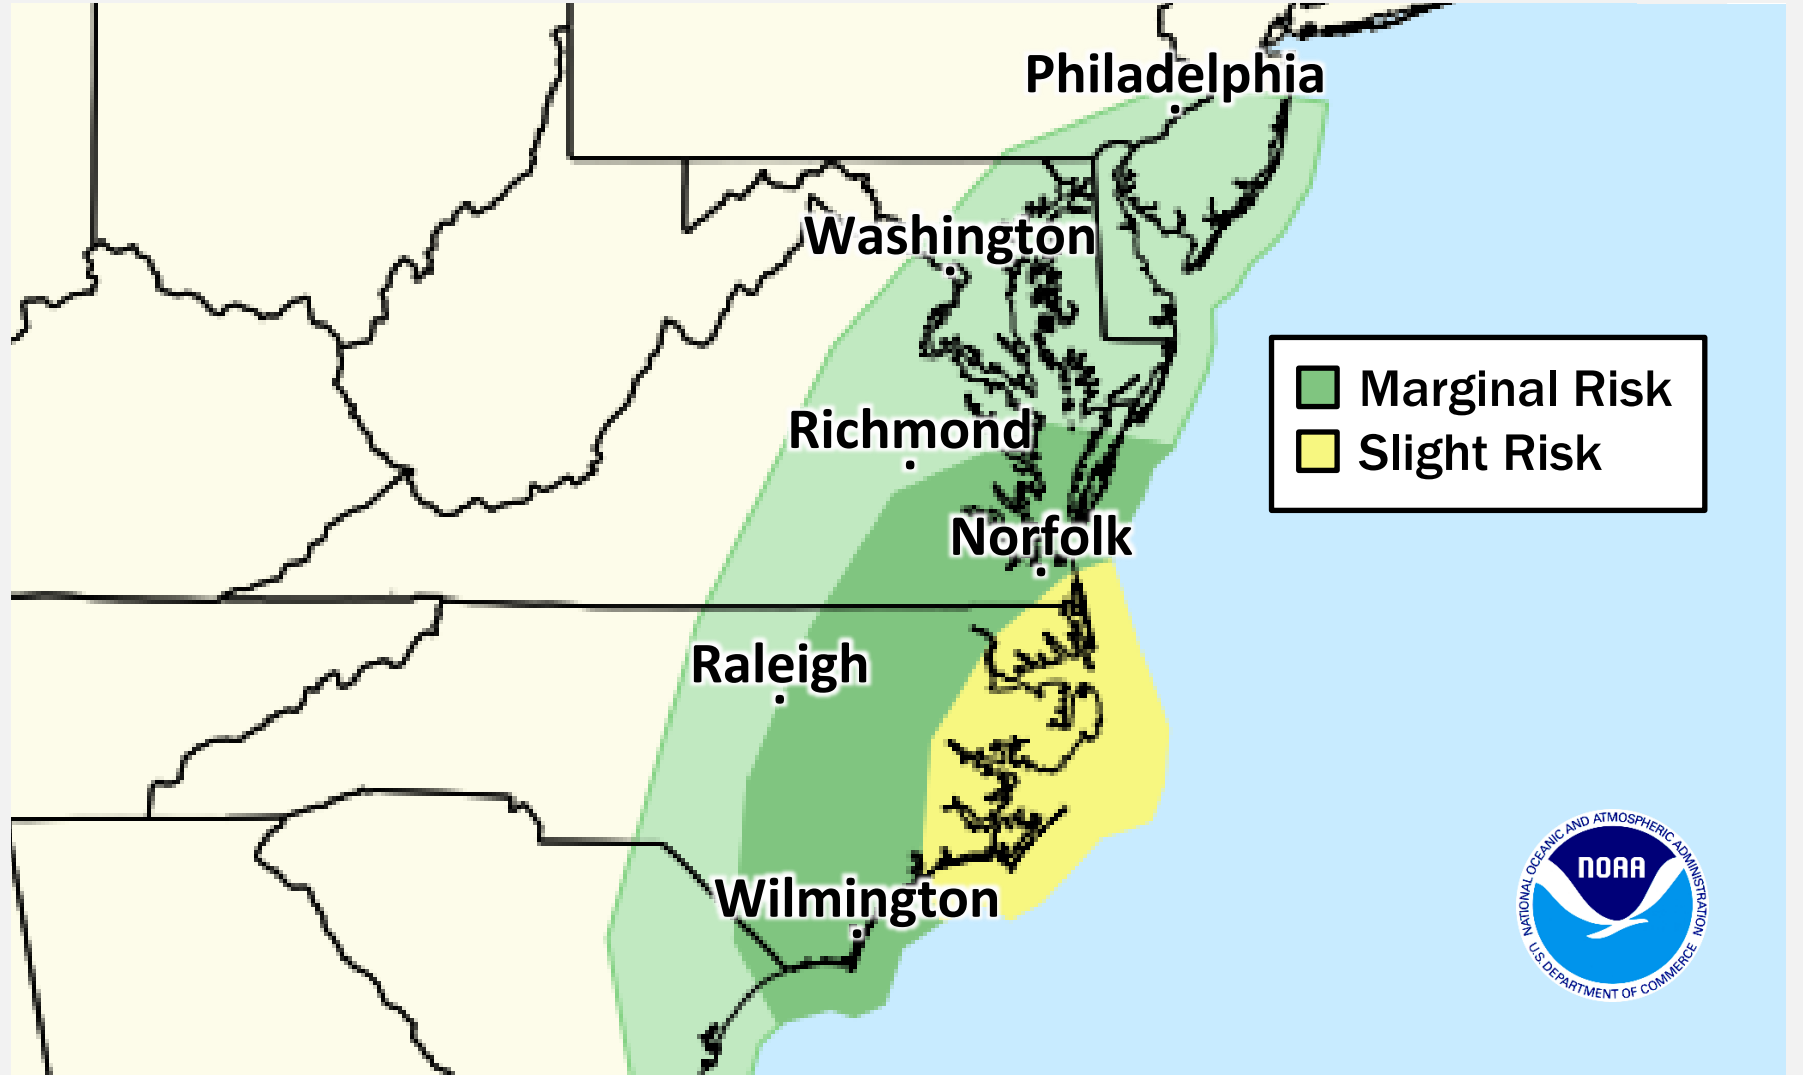 Philadelphia
Washington
Richmond
Marginal Risk
Slight Risk
Norfolk
Raleigh
Wilmington
NATIONAL OCEANIC AND ATMOSPHERIC ADMINISTRATION
NOAA
U.S. DEPARTMENT OF COMMERCE